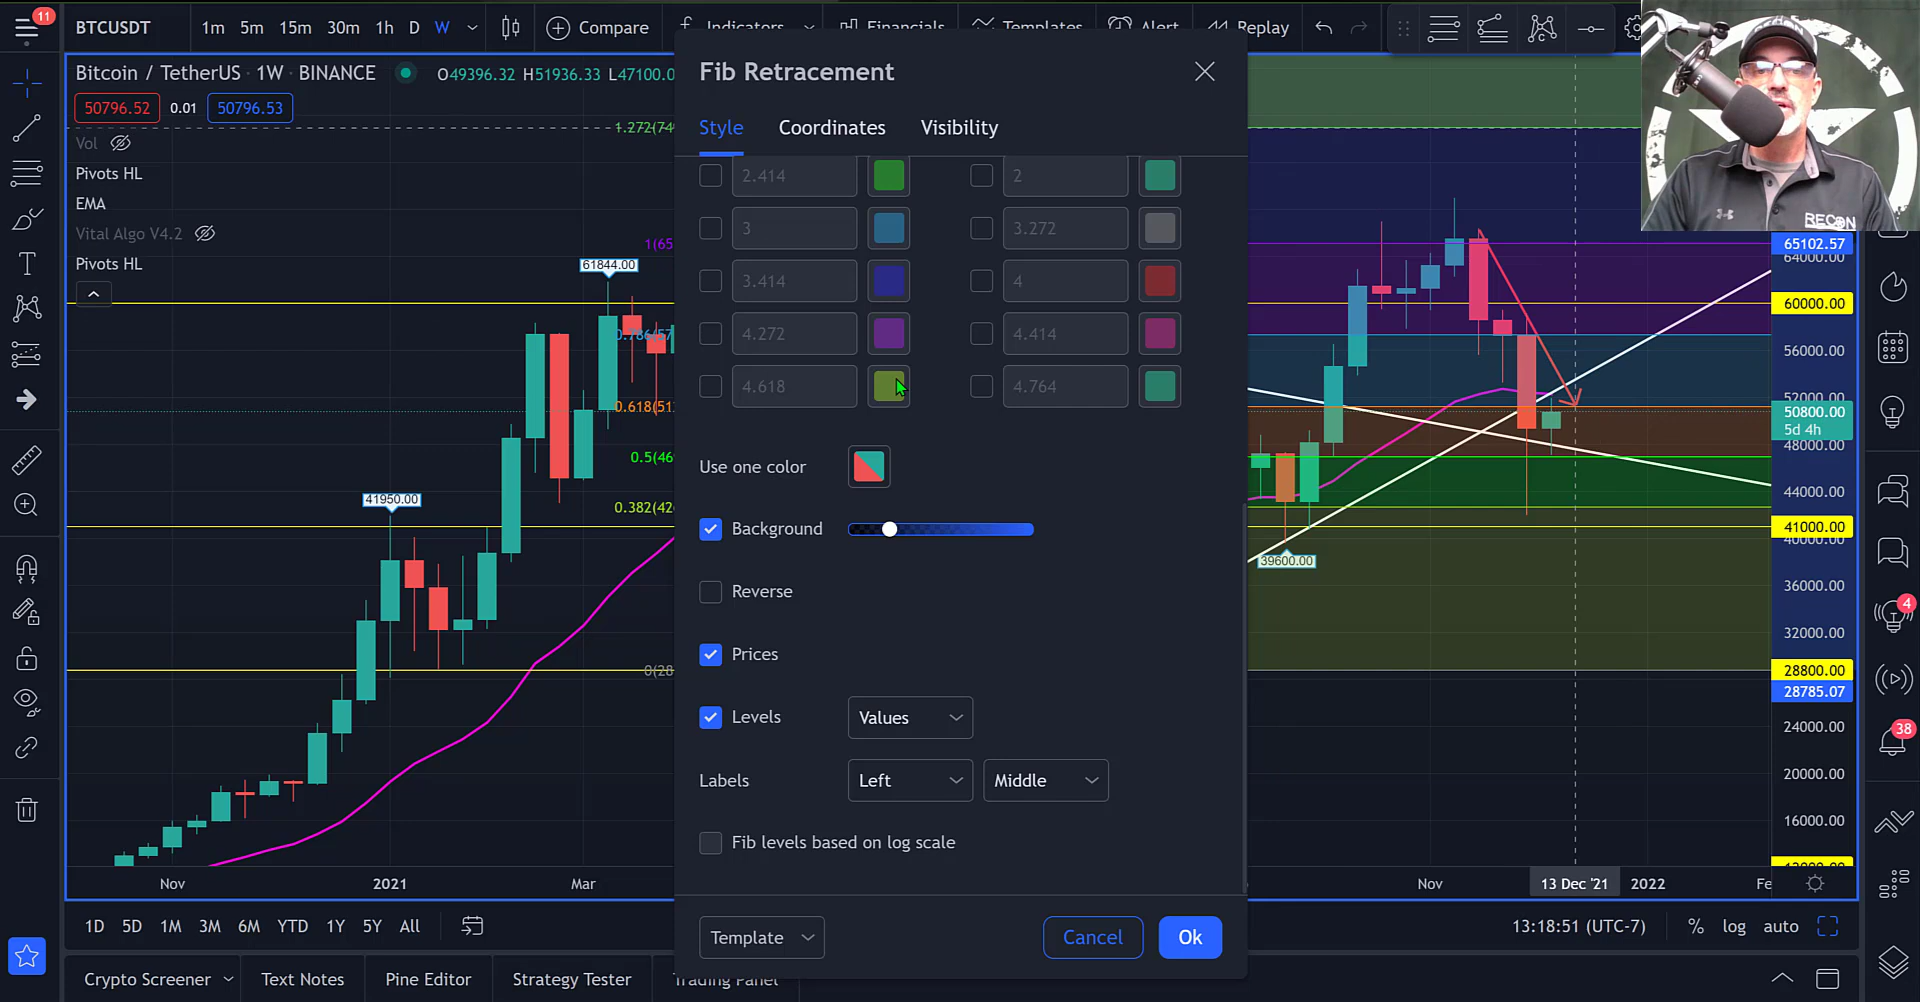 11
BTCUSDT
1m 5m 15m 30m 1h D W
Compare
Indicators
Financials
Templates
Alert
Replay
Bitcoin / TetherUS · 1W · BINANCE
O49396.32 H51936.33 L47100.0
50796.52 0.01 50796.53
Vol
Pivots HL
EMA
Vital Algo V4.2
Pivots HL
1.272(74
1(65
61844.00
0.786(57
0.618(51
0.5(46
0.382(42
41950.00
0(28
Nov 2021 Mar
Fib Retracement
Style Coordinates Visibility
2.414 2
3 3.272
3.414 4
4.272 4.414
4.618 4.764
Use one color
Background
Reverse
Prices
Levels Values
Labels Left Middle
Fib levels based on log scale
Template Cancel Ok
RECON
65102.57
64000.00
60000.00
56000.00
52000.00
50800.00
5d 4h
48000.00
44000.00
41000.00
40000.00
39600.00
36000.00
32000.00
28800.00
28785.07
24000.00
20000.00
16000.00
Nov 13 Dec '21 2022 Fe
4
38
1D 5D 1M 3M 6M YTD 1Y 5Y All
13:18:51 (UTC-7) % log auto
Crypto Screener Text Notes Pine Editor Strategy Tester Trading Panel